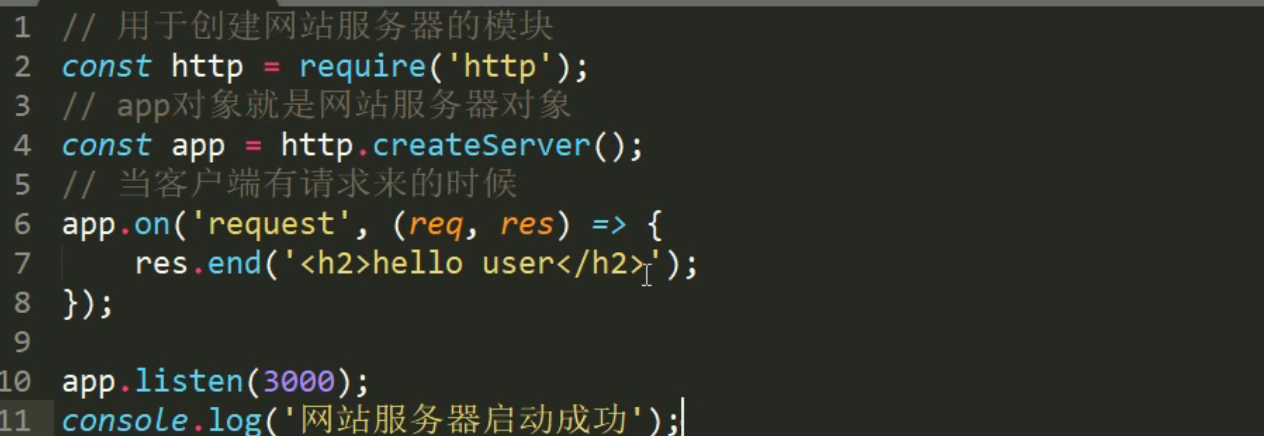 1 // 用于创建网站服务器的模块
2 const http = require('http');
3 // app对象就是网站服务器对象
4 const app = http.createServer();
5 // 当客户端有请求来的时候
6 app.on('request', (req, res) => {
7     res.end('<h2>hello user</h2>');
8 });
9
10 app.listen(3000);
11 console.log('网站服务器启动成功');